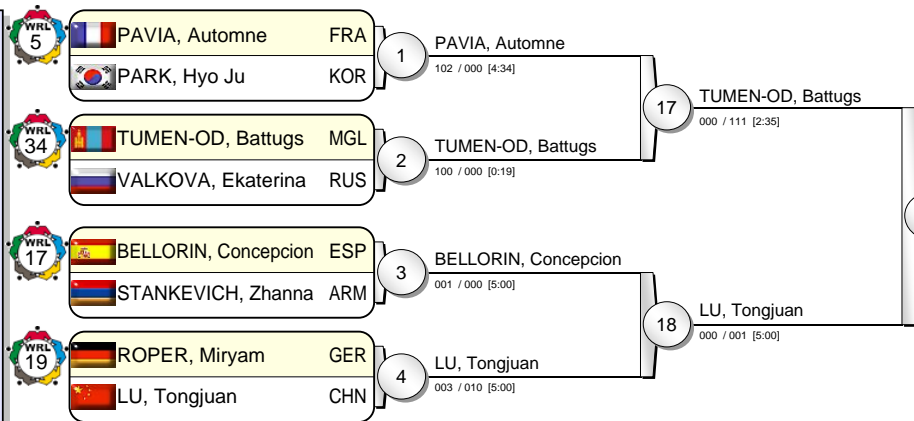 WRL
5
PAVIA, Automne FRA
PARK, Hyo Ju KOR
1
PAVIA, Automne
102 / 000 [4:34]
WRL
34
TUMEN-OD, Battugs MGL
VALKOVA, Ekaterina RUS
2
TUMEN-OD, Battugs
100 / 000 [0:19]
17
TUMEN-OD, Battugs
000 / 111 [2:35]
WRL
17
BELLORIN, Concepcion ESP
STANKEVICH, Zhanna ARM
3
BELLORIN, Concepcion
001 / 000 [5:00]
WRL
19
ROPER, Miryam GER
LU, Tongjuan CHN
4
LU, Tongjuan
003 / 010 [5:00]
18
LU, Tongjuan
000 / 001 [5:00]